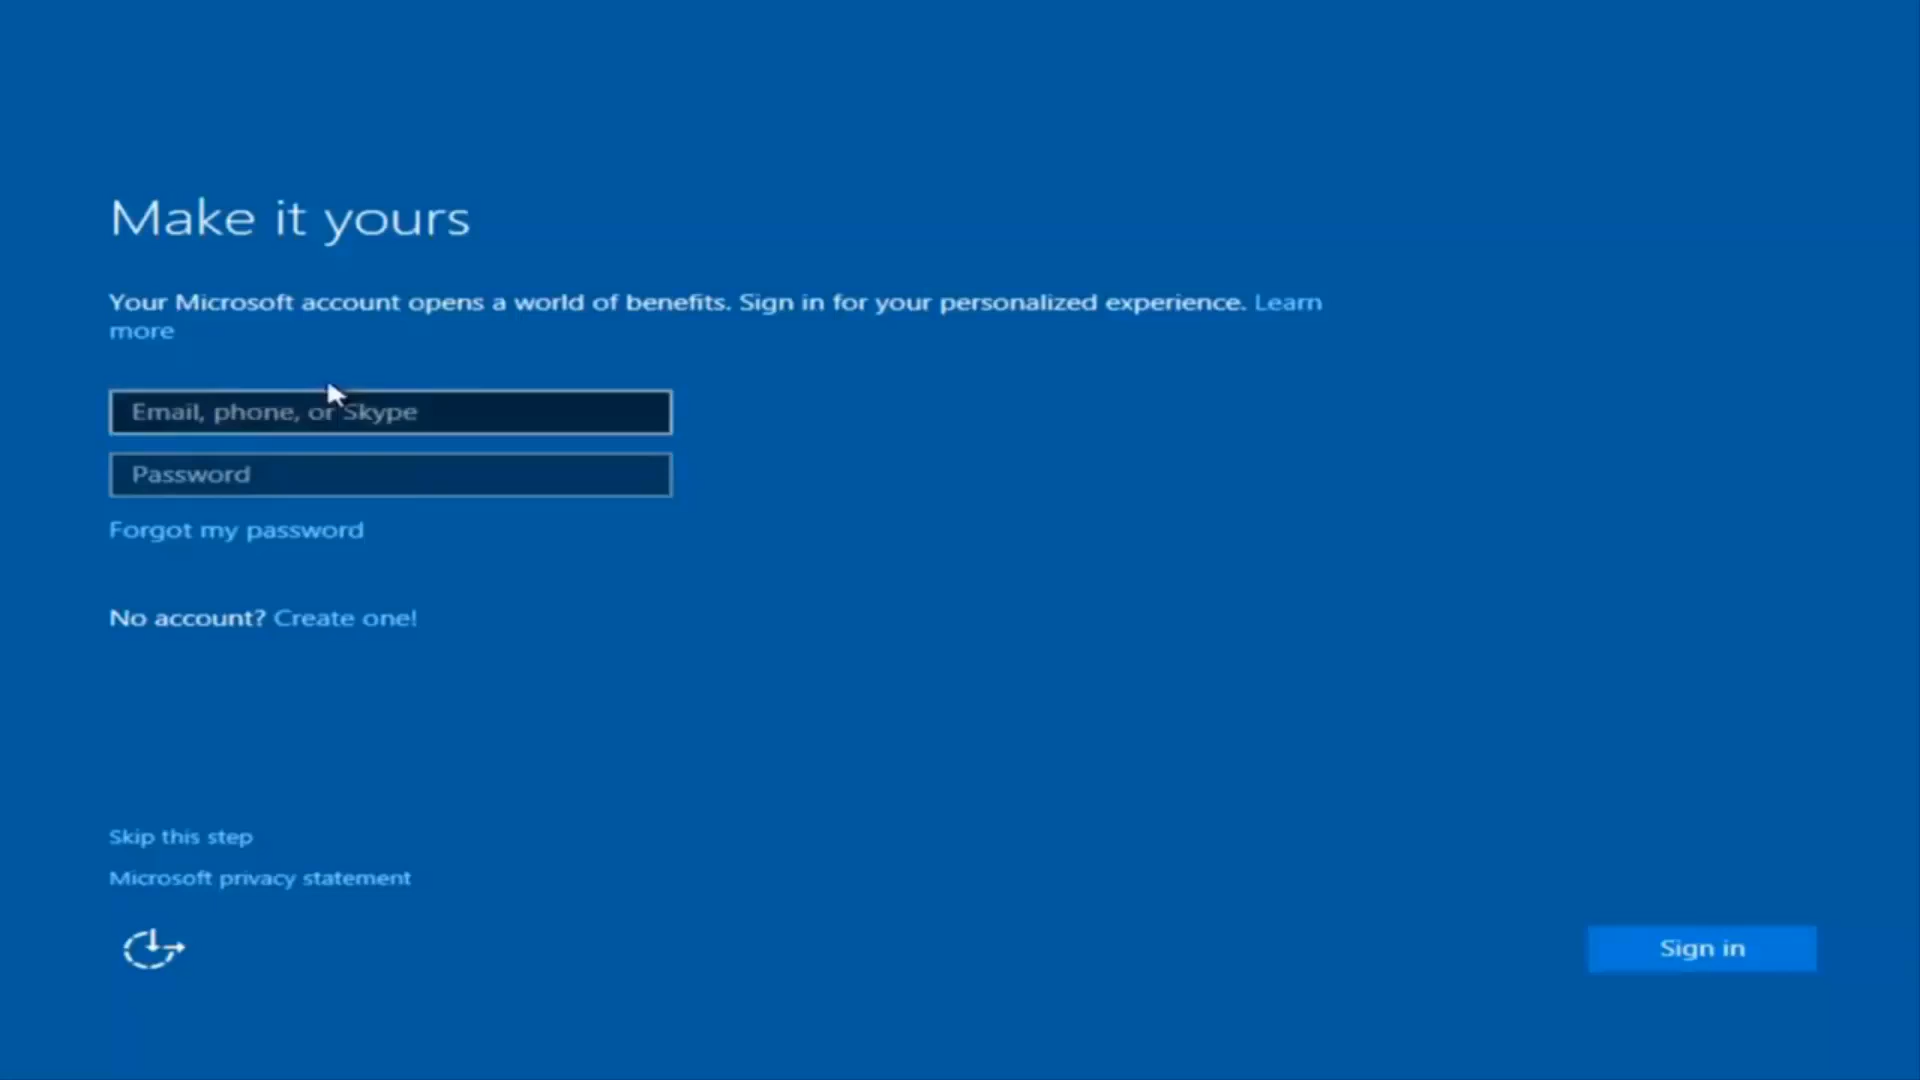 Make it yours
Your Microsoft account opens a world of benefits. Sign in for your personalized experience. Learn
more
Email, phone, or Skype
Password
Forgot my password
No account? Create one!
Skip this step
Microsoft privacy statement
Sign in